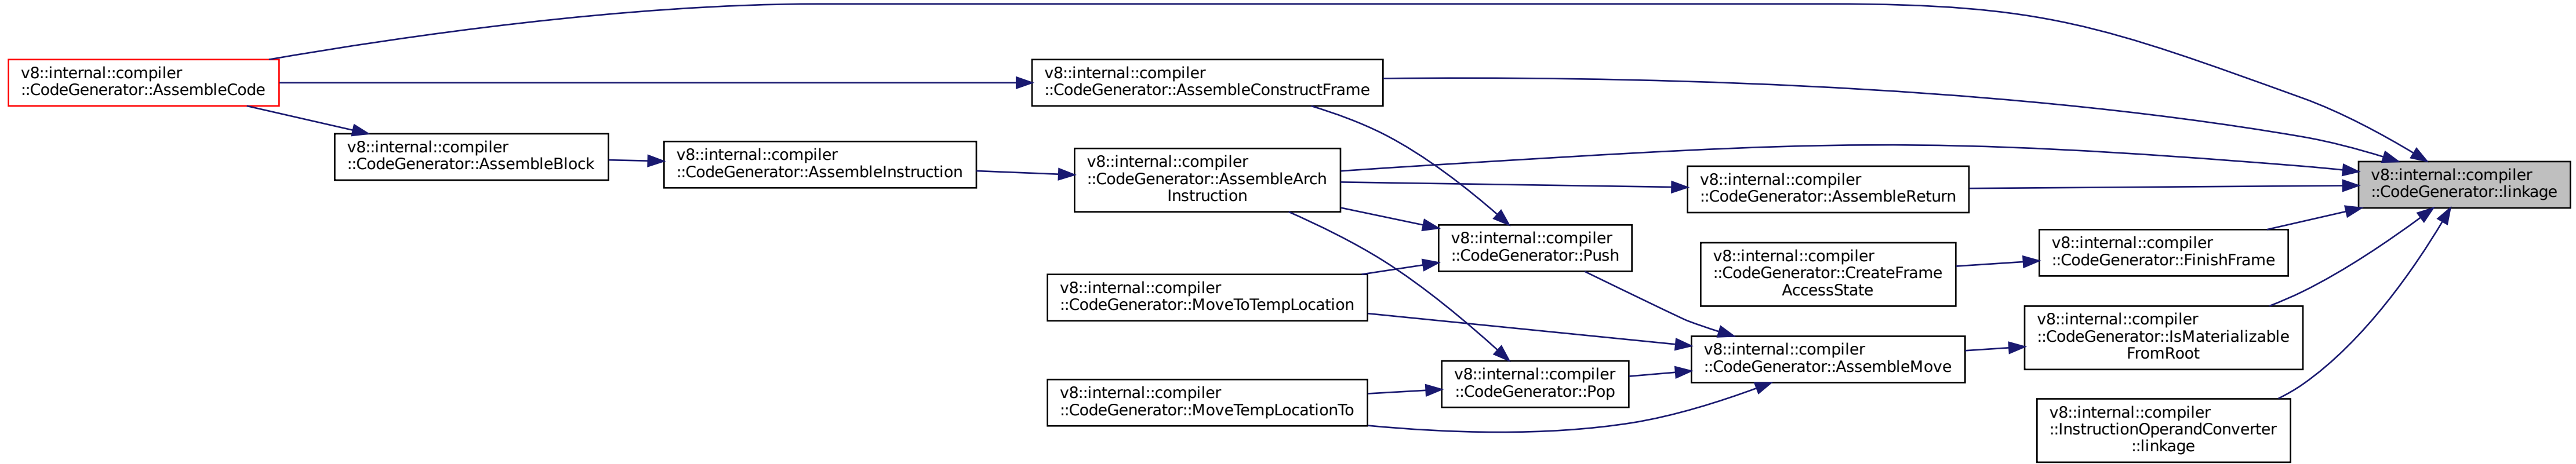 v8::internal::compiler
::CodeGenerator::AssembleCode
v8::internal::compiler
::CodeGenerator::AssembleBlock
v8::internal::compiler
::CodeGenerator::AssembleInstruction
v8::internal::compiler
::CodeGenerator::AssembleConstructFrame
v8::internal::compiler
::CodeGenerator::AssembleArch
Instruction
v8::internal::compiler
::CodeGenerator::MoveToTempLocation
v8::internal::compiler
::CodeGenerator::MoveTempLocationTo
v8::internal::compiler
::CodeGenerator::Push
v8::internal::compiler
::CodeGenerator::Pop
v8::internal::compiler
::CodeGenerator::AssembleReturn
v8::internal::compiler
::CodeGenerator::CreateFrame
AccessState
v8::internal::compiler
::CodeGenerator::AssembleMove
v8::internal::compiler
::CodeGenerator::FinishFrame
v8::internal::compiler
::CodeGenerator::IsMaterializable
FromRoot
v8::internal::compiler
::InstructionOperandConverter
::linkage
v8::internal::compiler
::CodeGenerator::linkage